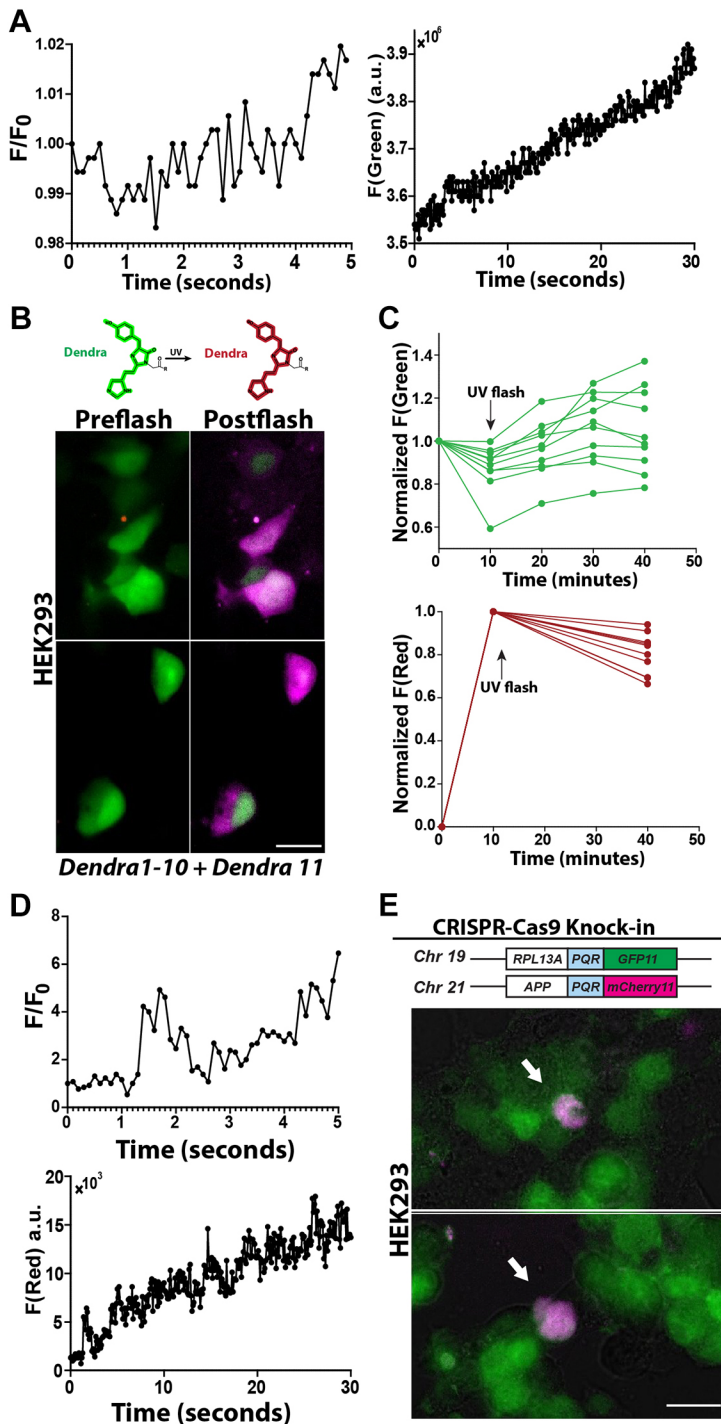 A
F/F0
1.02
1.01
1.00
0.99
0.98
0 1 2 3 4 5
Time (seconds)
F(Green) (a.u.)
×10^6
3.9
3.8
3.7
3.6
3.5
0 10 20 30
Time (seconds)
B
Dendra UV Dendra
O
R
O
R
Preflash Postflash
HEK293
Dendra1-10 + Dendra 11
C
Normalized F(Green)
1.4
1.2
1.0
0.8
0.6
UV flash
0 10 20 30 40 50
Time (minutes)
Normalized F(Red)
1.0
0.8
0.6
0.4
0.2
0.0
UV flash
0 10 20 30 40 50
Time (minutes)
D
F/F0
8
6
4
2
0
0 1 2 3 4 5
Time (seconds)
F(Red) a.u.
×10^3
20
15
10
5
0
0 10 20 30
Time (seconds)
E
CRISPR-Cas9 Knock-in
Chr 19 RPL13A PQR GFP11
Chr 21 APP PQR mCherry11
HEK293